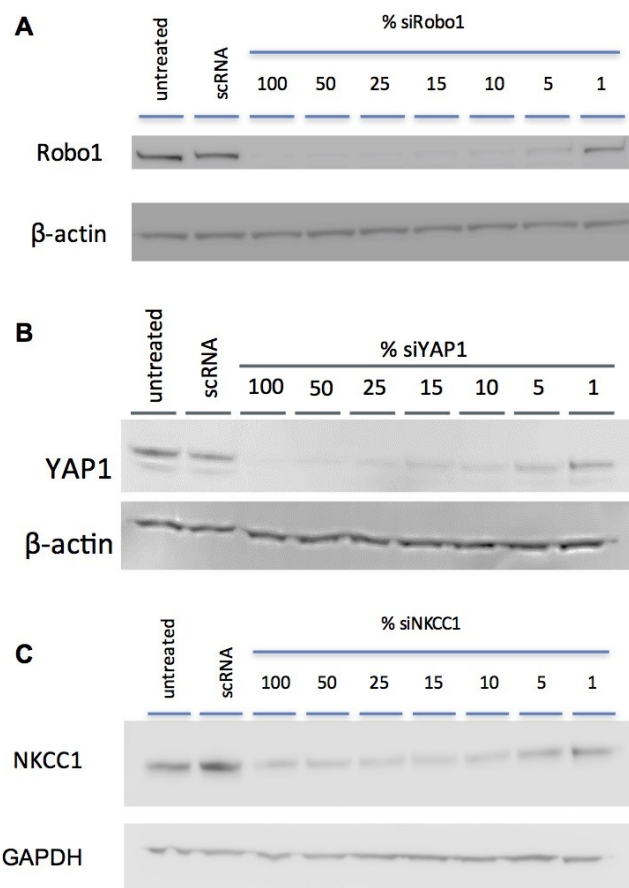 A
% siRobo1
untreated
scRNA
100 50 25 15 10 5 1
Robo1
β-actin
B
% siYAP1
untreated
scRNA
100 50 25 15 10 5 1
YAP1
β-actin
C
% siNKCC1
untreated
scRNA
100 50 25 15 10 5 1
NKCC1
GAPDH